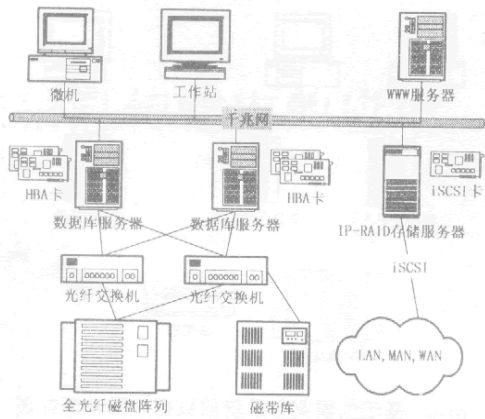 微机
工作站
WWW服务器
千兆网
HBA卡
数据库服务器
数据库服务器
HBA卡
IP-RAID存储服务器
iSCSI卡
iSCSI
光纤交换机
光纤交换机
LAN,MAN,WAN
全光纤磁盘阵列
磁带库